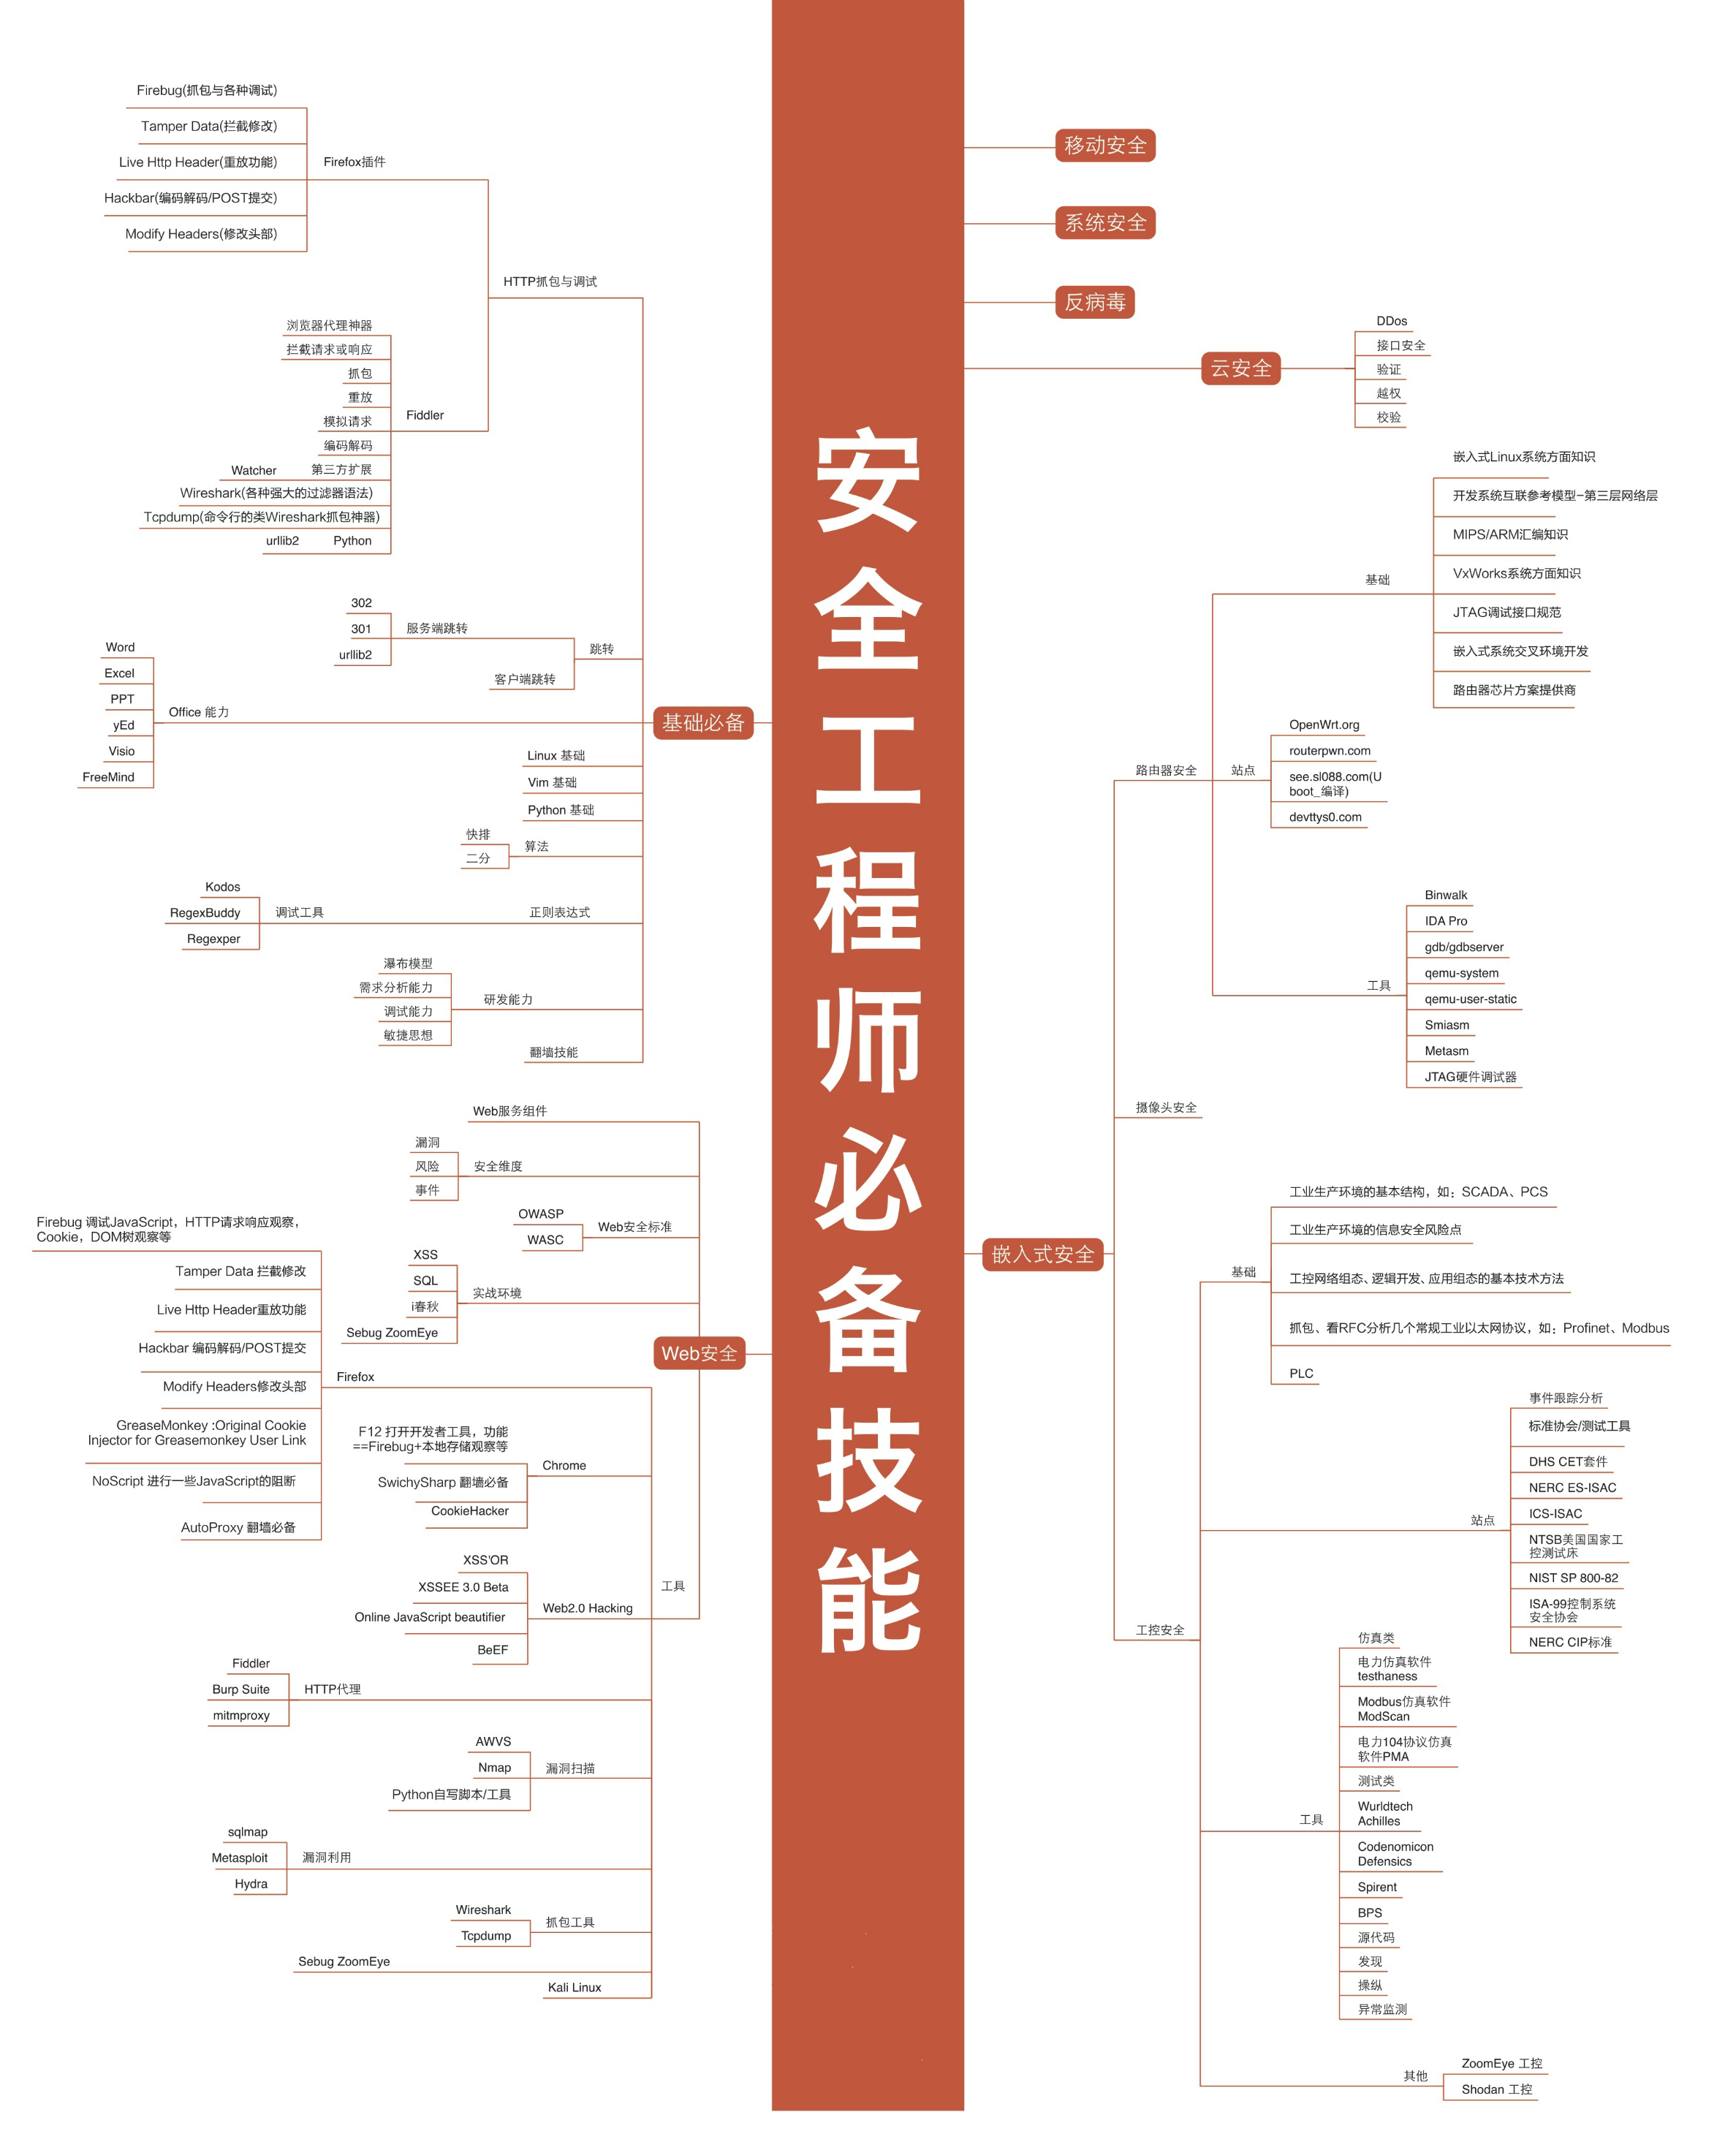 安全工程师必备技能
基础必备
HTTP抓包与调试
Firefox插件
Firebug(抓包与各种调试)
Tamper Data(拦截修改)
Live Http Header(重放功能)
Hackbar(编码解码/POST提交)
Modify Headers(修改头部)
Fiddler
浏览器代理神器
拦截请求或响应
抓包
重放
模拟请求
编码解码
第三方扩展
Watcher
Wireshark(各种强大的过滤器语法)
Tcpdump(命令行的类Wireshark抓包神器)
Python
urllib2
跳转
服务端跳转
302
301
urllib2
客户端跳转
Office 能力
Word
Excel
PPT
yEd
Visio
FreeMind
Linux 基础
Vim 基础
Python 基础
算法
快排
二分
正则表达式
调试工具
Kodos
RegexBuddy
Regexper
研发能力
瀑布模型
需求分析能力
调试能力
敏捷思想
翻墙技能
Web安全
Web服务组件
安全维度
漏洞
风险
事件
Web安全标准
OWASP
WASC
实战环境
XSS
SQL
i春秋
Sebug ZoomEye
工具
Firefox
Firebug 调试JavaScript，HTTP请求响应观察，
Cookie，DOM树观察等
Tamper Data 拦截修改
Live Http Header重放功能
Hackbar 编码解码/POST提交
Modify Headers修改头部
GreaseMonkey :Original Cookie
Injector for Greasemonkey User Link
NoScript 进行一些JavaScript的阻断
AutoProxy 翻墙必备
Chrome
F12 打开开发者工具，功能
==Firebug+本地存储观察等
SwichySharp 翻墙必备
CookieHacker
Web2.0 Hacking
XSS'OR
XSSEE 3.0 Beta
Online JavaScript beautifier
BeEF
HTTP代理
Fiddler
Burp Suite
mitmproxy
漏洞扫描
AWVS
Nmap
Python自写脚本/工具
漏洞利用
sqlmap
Metasploit
Hydra
抓包工具
Wireshark
Tcpdump
Sebug ZoomEye
Kali Linux
移动安全
系统安全
反病毒
云安全
DDos
接口安全
验证
越权
校验
嵌入式安全
路由器安全
基础
嵌入式Linux系统方面知识
开发系统互联参考模型–第三层网络层
MIPS/ARM汇编知识
VxWorks系统方面知识
JTAG调试接口规范
嵌入式系统交叉环境开发
路由器芯片方案提供商
站点
OpenWrt.org
routerpwn.com
see.sl088.com(U
boot_编译)
devttys0.com
工具
Binwalk
IDA Pro
gdb/gdbserver
qemu-system
qemu-user-static
Smiasm
Metasm
JTAG硬件调试器
摄像头安全
工控安全
基础
工业生产环境的基本结构，如：SCADA、PCS
工业生产环境的信息安全风险点
工控网络组态、逻辑开发、应用组态的基本技术方法
抓包、看RFC分析几个常规工业以太网协议，如：Profinet、Modbus
PLC
站点
事件跟踪分析
标准协会/测试工具
DHS CET套件
NERC ES-ISAC
ICS-ISAC
NTSB美国国家工
控测试床
NIST SP 800-82
ISA-99控制系统
安全协会
NERC CIP标准
工具
仿真类
电力仿真软件
testhaness
Modbus仿真软件
ModScan
电力104协议仿真
软件PMA
测试类
Wurldtech
Achilles
Codenomicon
Defensics
Spirent
BPS
源代码
发现
操纵
异常监测
其他
ZoomEye 工控
Shodan 工控